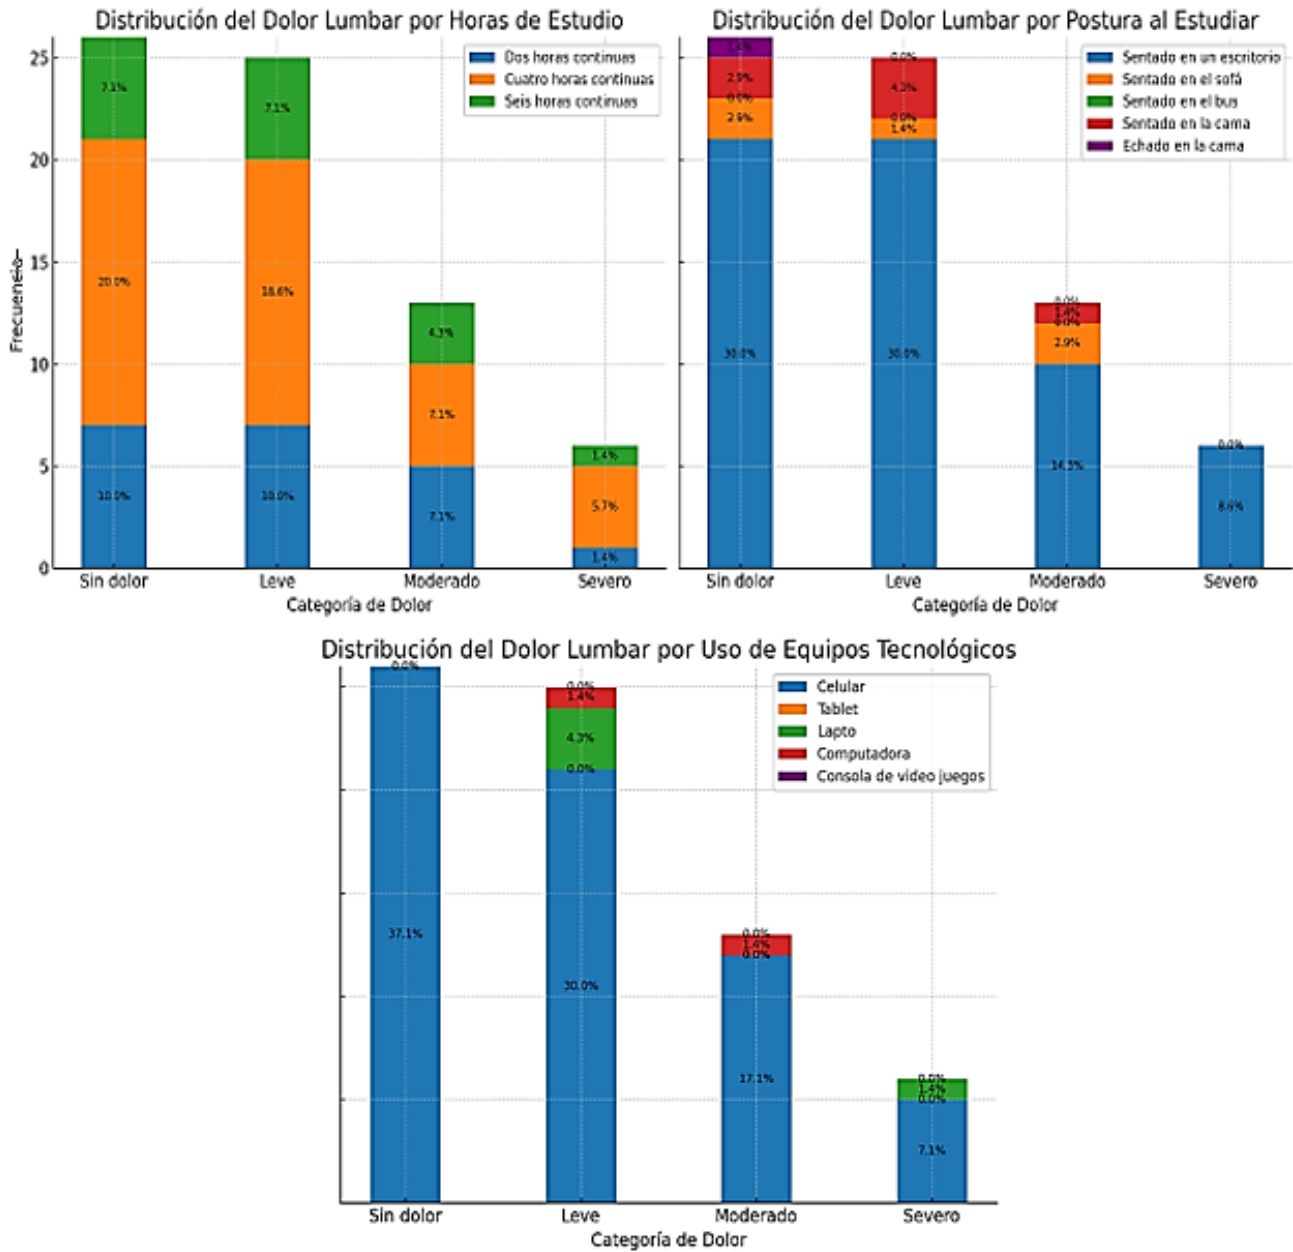 Distribución del Dolor Lumbar por Horas de Estudio
Dos horas continuas
Cuatro horas continuas
Seis horas continuas
Frecuencia
25
20
15
10
5
0
7.1%
20.0%
10.0%
7.1%
18.6%
10.0%
4.3%
7.1%
7.1%
1.4%
5.7%
1.4%
Sin dolor
Leve
Moderado
Severo
Categoría de Dolor
Distribución del Dolor Lumbar por Postura al Estudiar
Sentado en un escritorio
Sentado en el sofá
Sentado en el bus
Sentado en la cama
Echado en la cama
1.4%
2.9%
0.0%
2.9%
30.0%
0.0%
4.3%
0.0%
1.4%
30.0%
0.0%
1.4%
0.0%
2.9%
14.3%
0.0%
8.6%
Sin dolor
Leve
Moderado
Severo
Categoría de Dolor
Distribución del Dolor Lumbar por Uso de Equipos Tecnológicos
Celular
Tablet
Lapto
Computadora
Consola de video juegos
0.0%
37.1%
0.0%
1.4%
4.3%
0.0%
30.0%
0.0%
1.4%
0.0%
17.1%
0.0%
1.4%
0.0%
7.1%
Sin dolor
Leve
Moderado
Severo
Categoría de Dolor